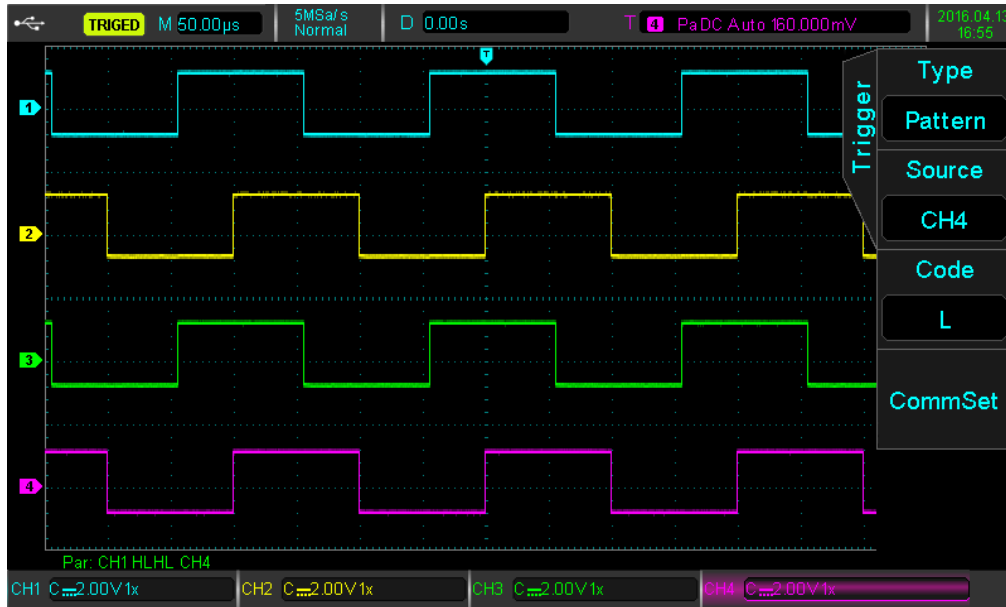 TRIGED M 50.00µs 5MSa/s Normal D 0.00s T 4 Pa DC Auto 160.000mV 2016.04.13 16:55
T
Trigger
Type
Pattern
Source
CH4
Code
L
CommSet
1
2
3
4
Par: CH1 HLHL CH4
CH1 C 2.00V 1x CH2 C 2.00V 1x CH3 C 2.00V 1x CH4 C 2.00V 1x